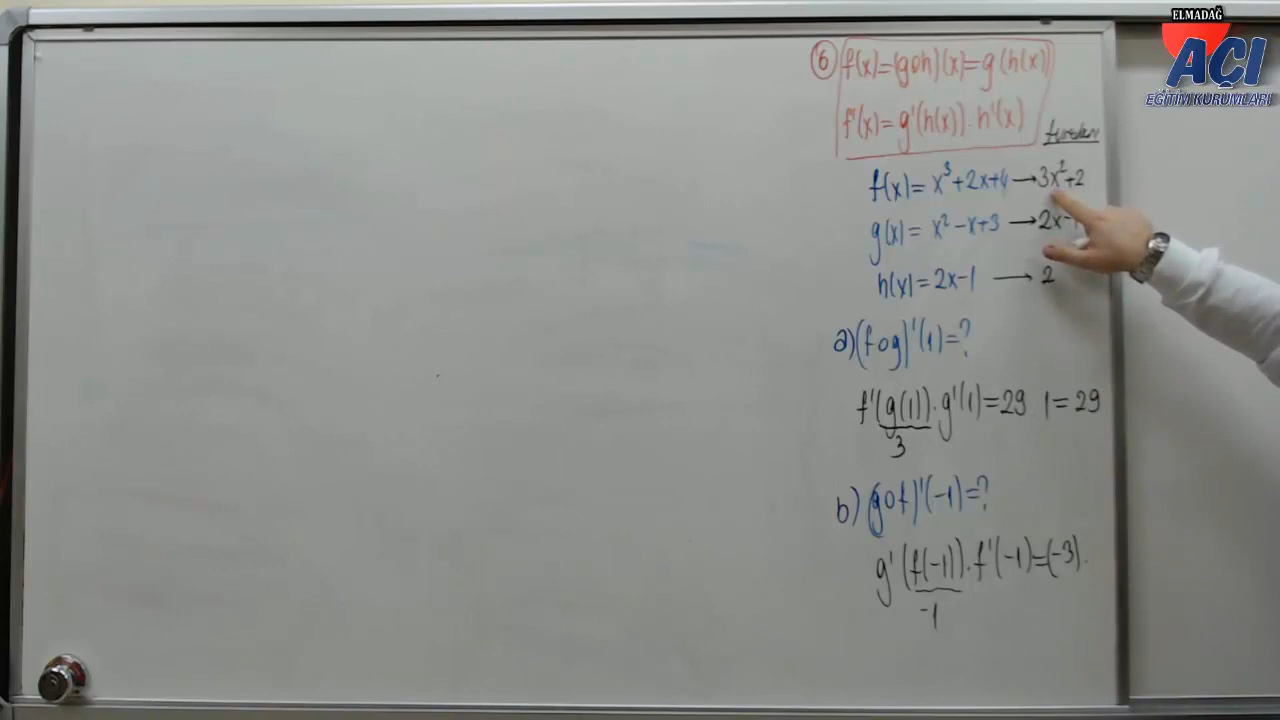 ELMADAĞ
AÇI
EĞİTİM KURUMLARI
6 f(x)=(goh)(x)=g(h(x))
f'(x)=g'(h(x)).h'(x)
f(x)= x³+2x+4 →3x²+2
g(x)= x²-x+3 →2x-1
h(x)=2x-1 → 2
a)(fog)'(1)=?
f'(g(1)).g'(1)=29 1=29
3
b) (gof)'(-1)=?
g'(f(-1)).f'(-1)=(-3).
-1